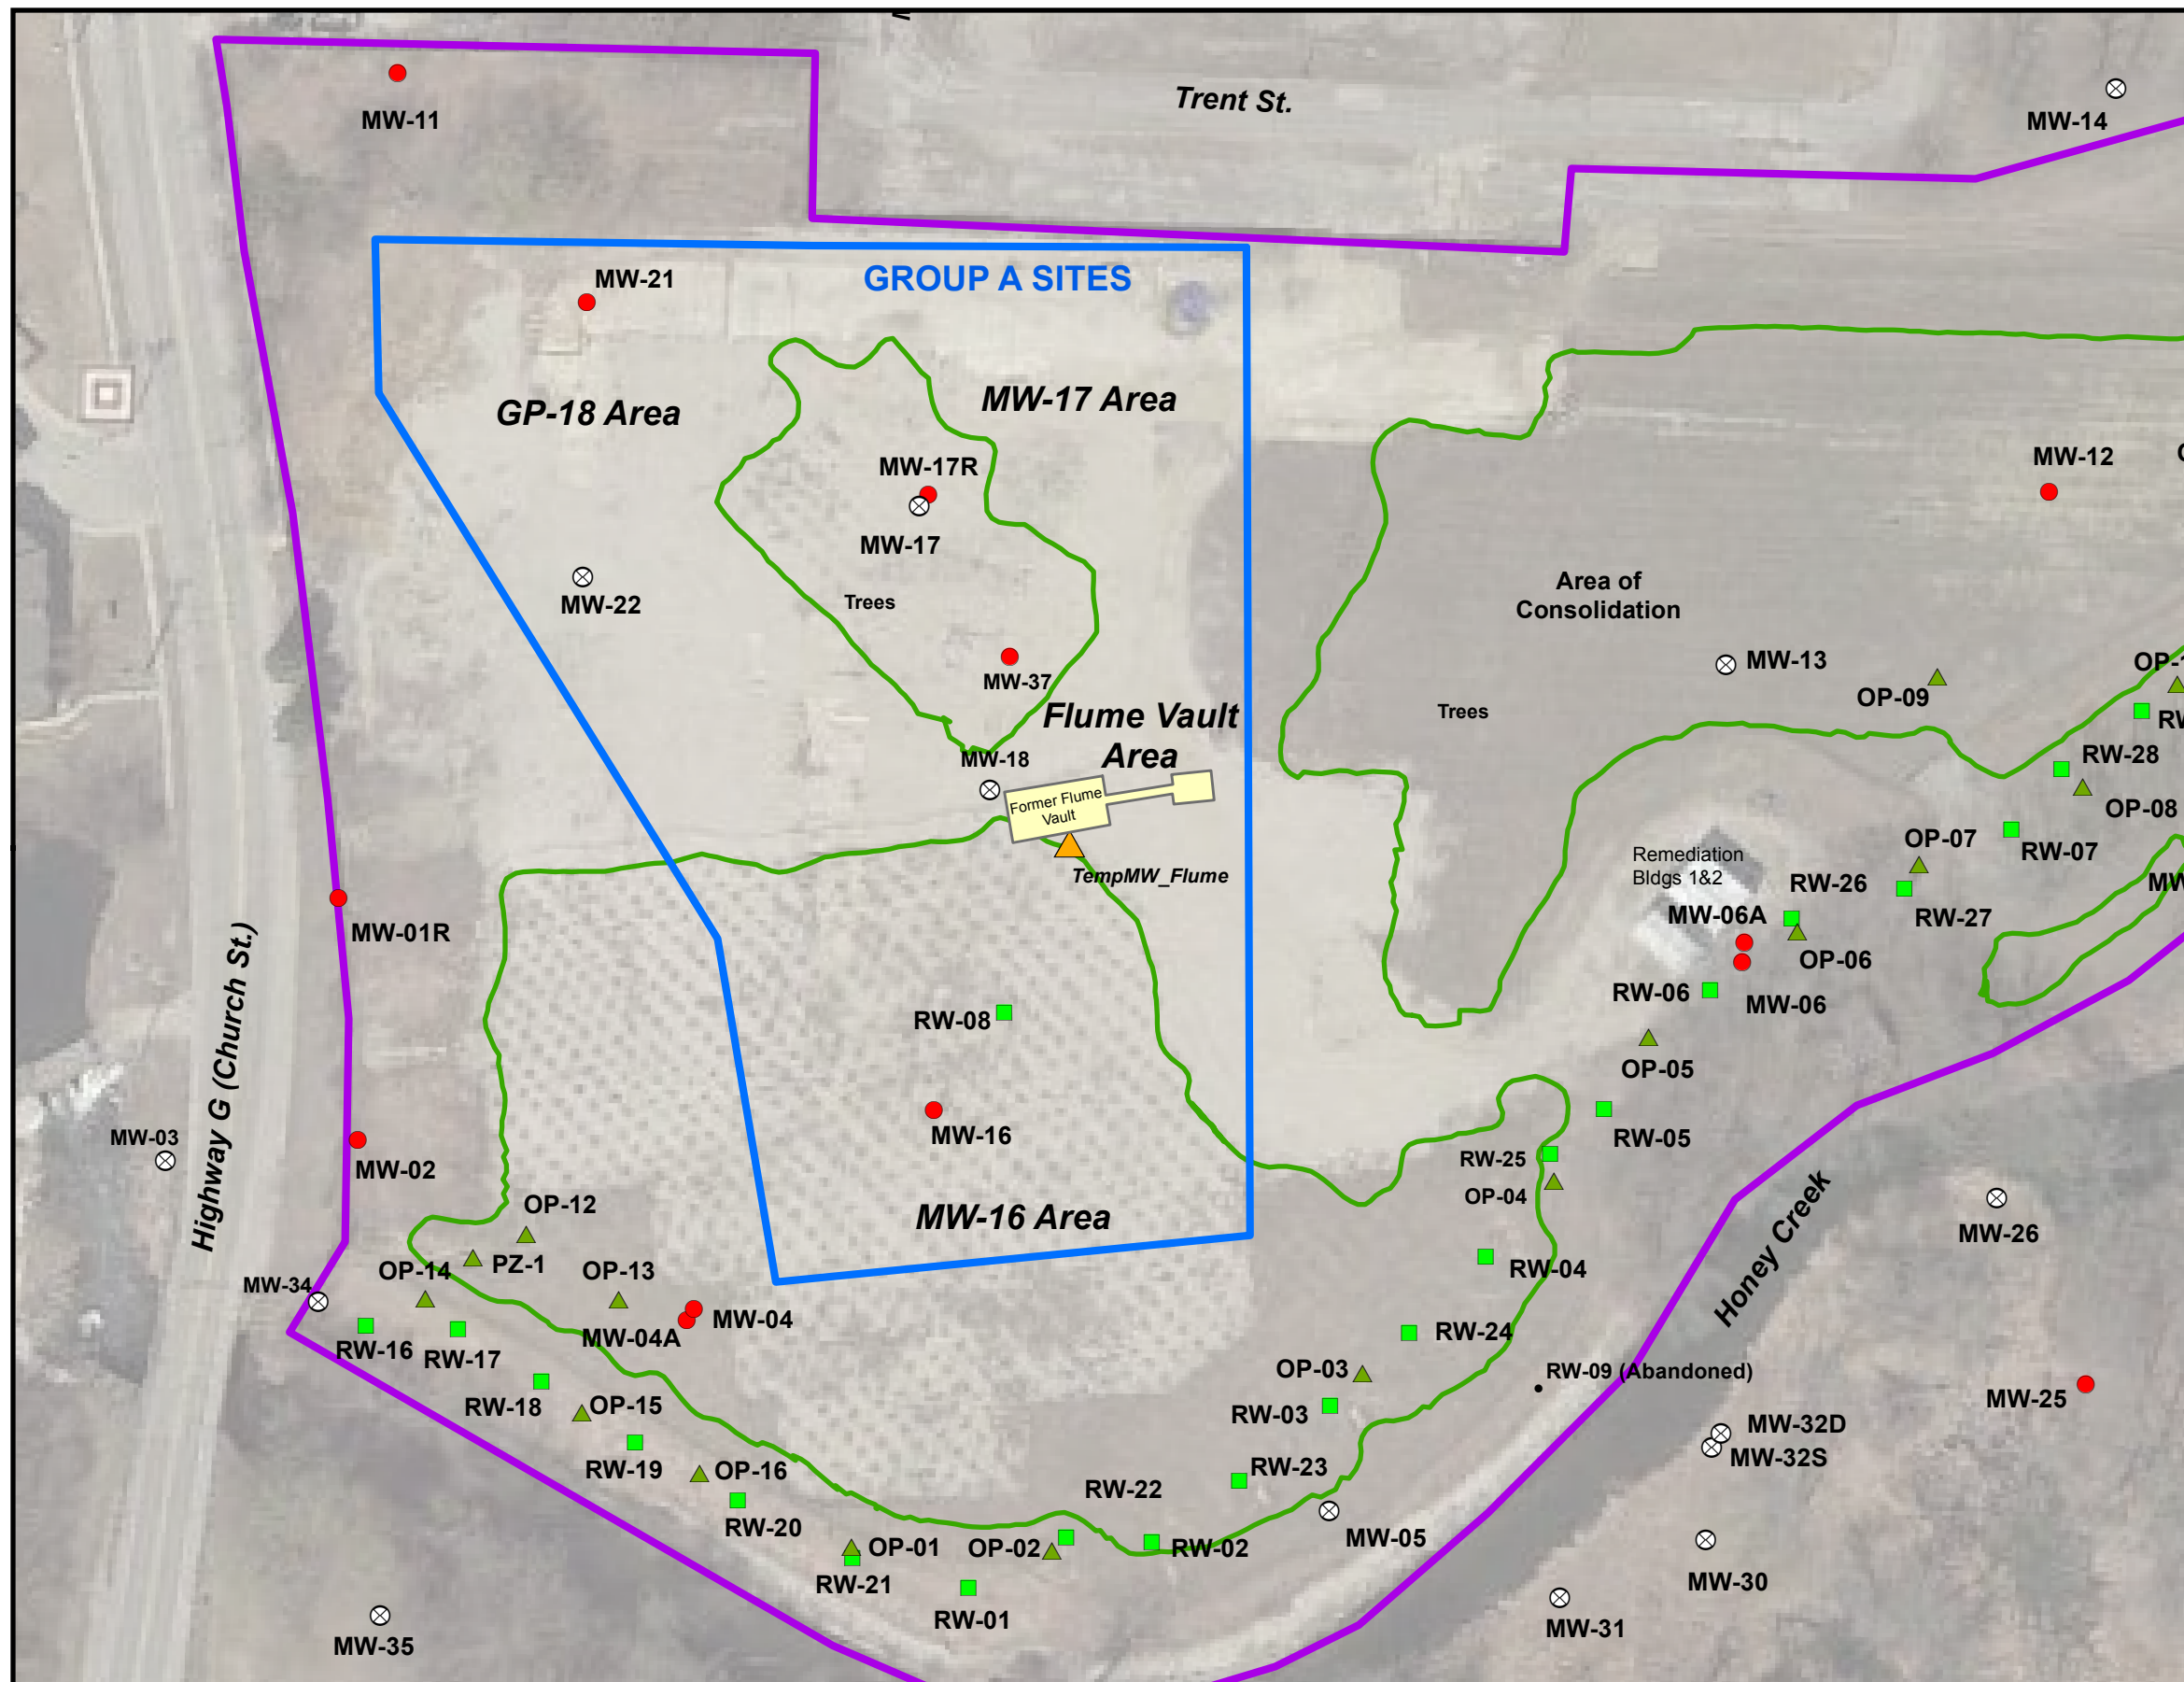 Trent St.
MW-14
MW-11
GROUP A SITES
MW-21
MW-17 Area
GP-18 Area
MW-12
MW-17R
MW-17
Area of
Consolidation
Trees
MW-22
MW-13
OP-09
MW-37
Trees
Flume Vault
Area
MW-18
RW-28
OP-08
Former Flume
Vault
OP-07
RW-07
Remediation
Bldgs 1&2
TempMW_Flume
RW-26
MW-06A
RW-27
MW-01R
OP-06
RW-06
MW-06
RW-08
OP-05
Highway G (Church St.)
MW-03
MW-16
RW-05
MW-02
RW-25
OP-04
OP-12
MW-16 Area
MW-26
Honey Creek
PZ-1
OP-14
OP-13
RW-04
MW-34
MW-04
MW-04A
RW-24
RW-16
RW-17
OP-03
RW-09 (Abandoned)
MW-25
RW-18
OP-15
RW-03
MW-32D
MW-32S
RW-19
OP-16
RW-23
RW-22
RW-20
MW-05
OP-01
OP-02
RW-02
RW-21
MW-30
RW-01
MW-31
MW-35